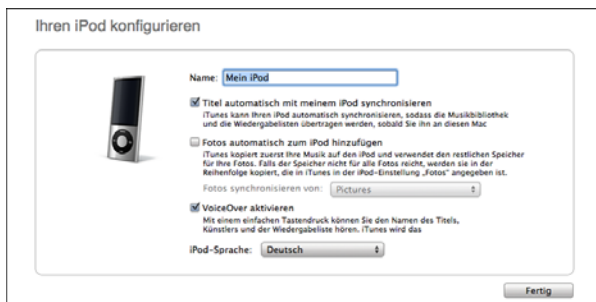 Ihren iPod konfigurieren
Name: Mein iPod
Titel automatisch mit meinem iPod synchronisieren
iTunes kann Ihren iPod automatisch synchronisieren, sodass die Musikbibliothek
und die Wiedergabelisten übertragen werden, sobald Sie ihn an diesen Mac
Fotos automatisch zum iPod hinzufügen
iTunes kopiert zuerst Ihre Musik auf den iPod und verwendet den restlichen Speicher
für Ihre Fotos. Falls der Speicher nicht für alle Fotos reicht, werden sie in der
Reihenfolge kopiert, die in iTunes in der iPod-Einstellung „Fotos“ angegeben ist.
Fotos synchronisieren von: Pictures
VoiceOver aktivieren
Mit einem einfachen Tastendruck können Sie den Namen des Titels,
Künstlers und der Wiedergabeliste hören. iTunes wird das
iPod-Sprache: Deutsch
Fertig